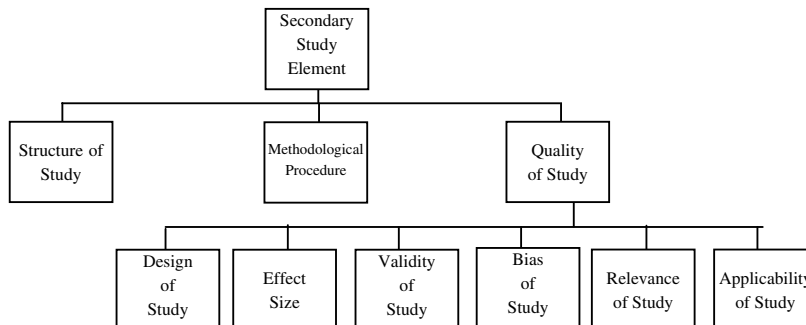 Secondary
Study
Element
Structure of
Study
Methodological
Procedure
Quality
of Study
Design
of
Study
Effect
Size
Validity
of
Study
Bias
of
Study
Relevance
of Study
Applicability
of Study